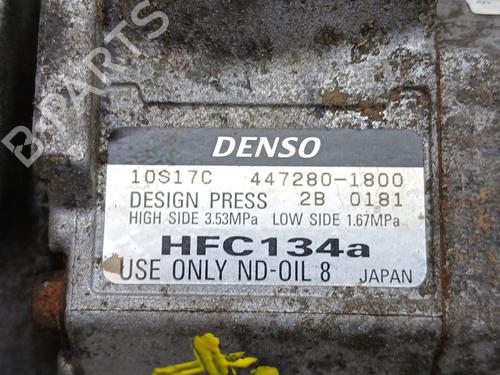 B-PARTS
DENSO
10S17C 447280-1800
DESIGN PRESS 2B 0181
HIGH SIDE 3.53MPa LOW SIDE 1.67MPa
HFC134a
USE ONLY ND-OIL 8 JAPAN